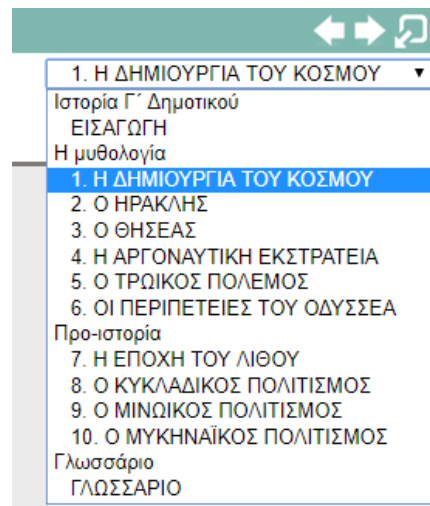 1. Η ΔΗΜΙΟΥΡΓΙΑ ΤΟΥ ΚΟΣΜΟΥ
Ιστορία Γ΄ Δημοτικού
ΕΙΣΑΓΩΓΗ
Η μυθολογία
1. Η ΔΗΜΙΟΥΡΓΙΑ ΤΟΥ ΚΟΣΜΟΥ
2. Ο ΗΡΑΚΛΗΣ
3. Ο ΘΗΣΕΑΣ
4. Η ΑΡΓΟΝΑΥΤΙΚΗ ΕΚΣΤΡΑΤΕΙΑ
5. Ο ΤΡΩΙΚΟΣ ΠΟΛΕΜΟΣ
6. ΟΙ ΠΕΡΙΠΕΤΕΙΕΣ ΤΟΥ ΟΔΥΣΣΕΑ
Προ-ιστορία
7. Η ΕΠΟΧΗ ΤΟΥ ΛΙΘΟΥ
8. Ο ΚΥΚΛΑΔΙΚΟΣ ΠΟΛΙΤΙΣΜΟΣ
9. Ο ΜΙΝΩΙΚΟΣ ΠΟΛΙΤΙΣΜΟΣ
10. Ο ΜΥΚΗΝΑΪΚΟΣ ΠΟΛΙΤΙΣΜΟΣ
Γλωσσάριο
ΓΛΩΣΣΑΡΙΟ